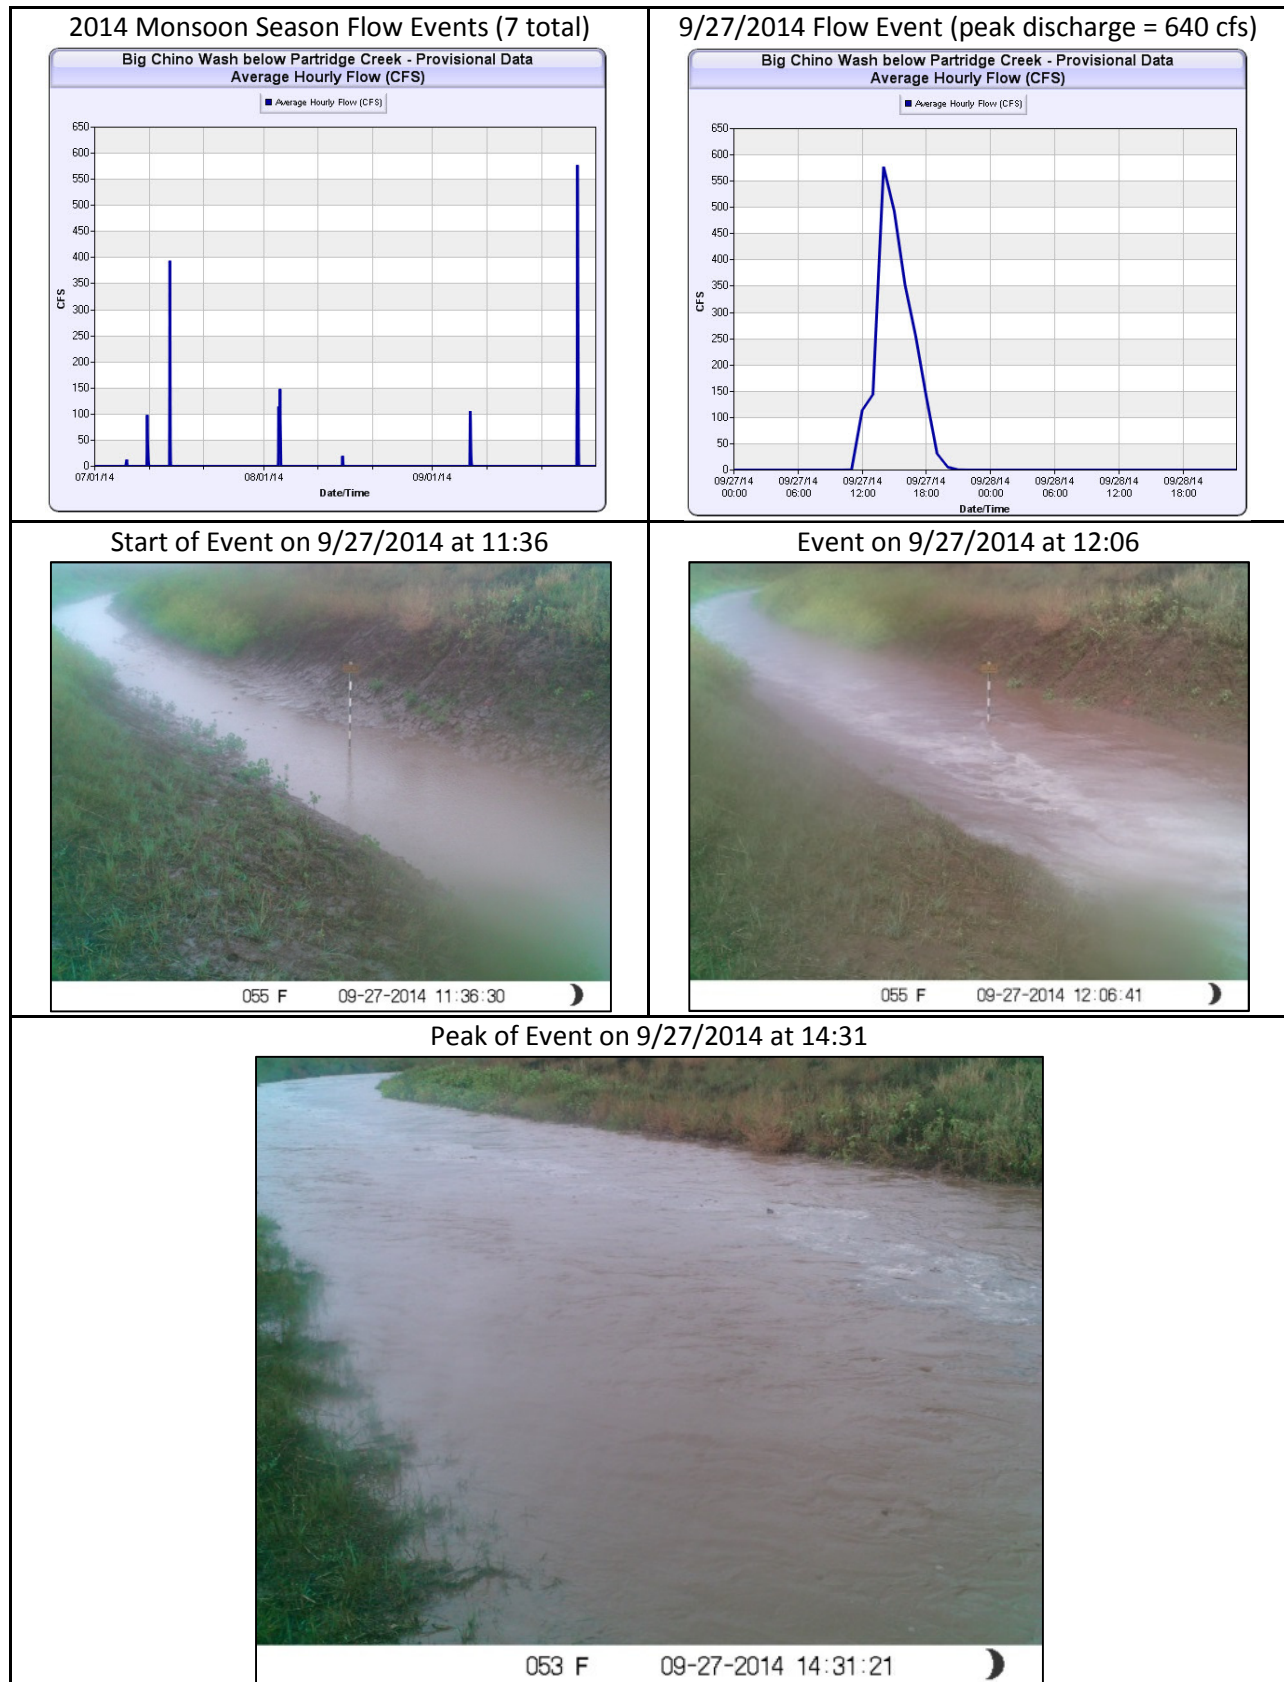 2014 Monsoon Season Flow Events (7 total)
Big Chino Wash below Partridge Creek - Provisional Data
Average Hourly Flow (CFS)
Average Hourly Flow (CFS)
650
600
550
500
450
400
350
300
250
200
150
100
50
0
CFS
07/01/14 08/01/14 09/01/14
Date/Time
9/27/2014 Flow Event (peak discharge = 640 cfs)
Big Chino Wash below Partridge Creek - Provisional Data
Average Hourly Flow (CFS)
Average Hourly Flow (CFS)
650
600
550
500
450
400
350
300
250
200
150
100
50
0
CFS
09/27/14 09/27/14 09/27/14 09/27/14 09/28/14 09/28/14 09/28/14 09/28/14
00:00 06:00 12:00 18:00 00:00 06:00 12:00 18:00
Date/Time
Start of Event on 9/27/2014 at 11:36
055 F 09-27-2014 11:36:30
Event on 9/27/2014 at 12:06
055 F 09-27-2014 12:06:41
Peak of Event on 9/27/2014 at 14:31
053 F 09-27-2014 14:31:21